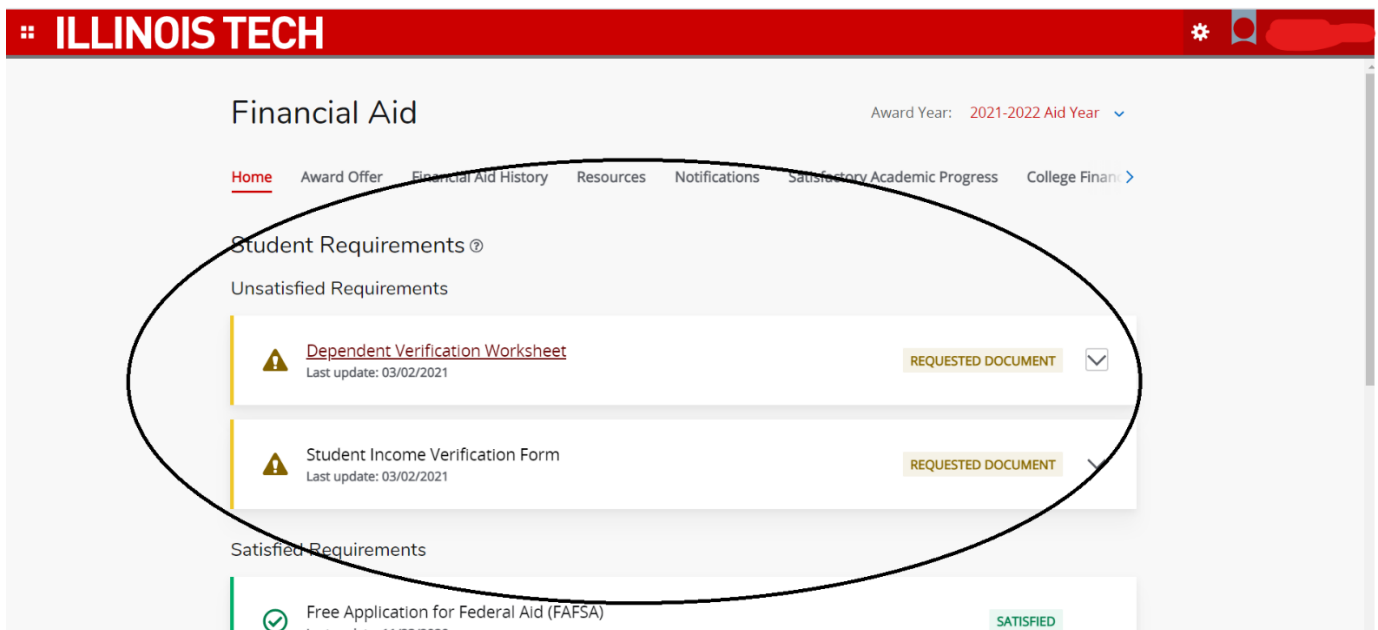 ILLINOIS TECH
Financial Aid
Award Year: 2021-2022 Aid Year
Home Award Offer Financial Aid History Resources Notifications Satisfactory Academic Progress College Financ
Student Requirements
Unsatisfied Requirements
Dependent Verification Worksheet
Last update: 03/02/2021
REQUESTED DOCUMENT
Student Income Verification Form
Last update: 03/02/2021
REQUESTED DOCUMENT
Satisfied Requirements
Free Application for Federal Aid (FAFSA)
SATISFIED